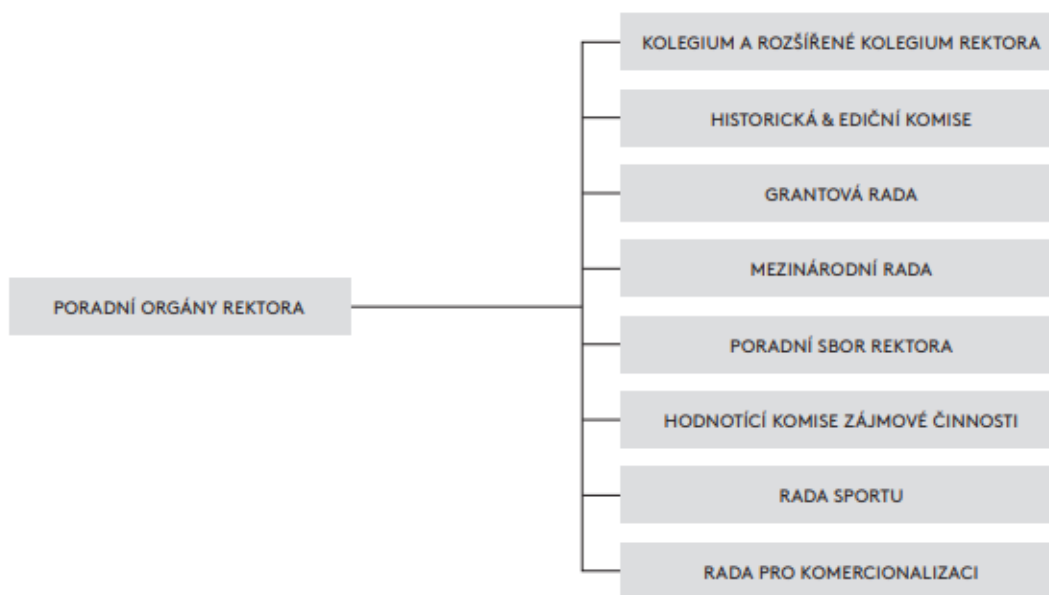 KOLEGIUM A ROZŠÍŘENÉ KOLEGIUM REKTORA
HISTORICKÁ & EDIČNÍ KOMISE
GRANTOVÁ RADA
MEZINÁRODNÍ RADA
PORADNÍ ORGÁNY REKTORA
PORADNÍ SBOR REKTORA
HODNOTÍCÍ KOMISE ZÁJMOVÉ ČINNOSTI
RADA SPORTU
RADA PRO KOMERCIONALIZACI